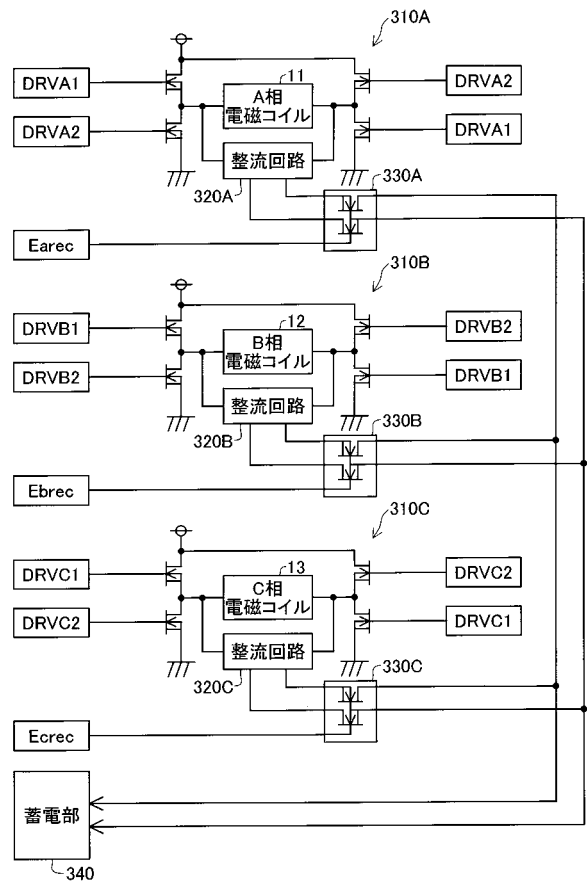 310A
DRVA1
11
A相
電磁コイル
DRVA2
DRVA2
DRVA1
整流回路
320A
330A
Earec
310B
DRVB1
12
B相
電磁コイル
DRVB2
DRVB2
DRVB1
整流回路
320B
330B
Ebrec
310C
DRVC1
13
C相
電磁コイル
DRVC2
DRVC2
DRVC1
整流回路
320C
330C
Ecrec
蓄電部
340